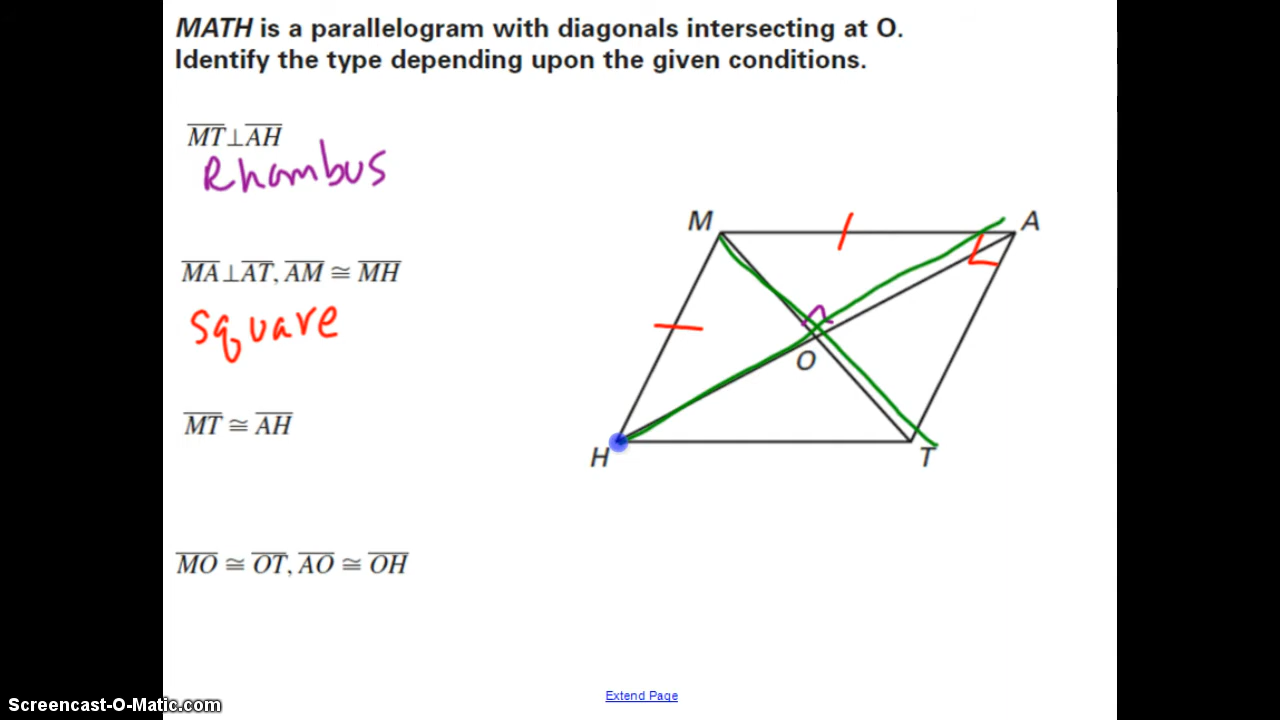 MATH is a parallelogram with diagonals intersecting at O.
Identify the type depending upon the given conditions.
MT ⊥ AH
Rhombus
MA ⊥ AT, AM ≅ MH
square
MT ≅ AH
MO ≅ OT, AO ≅ OH
M A
O
H T
Extend Page
Screencast-O-Matic.com